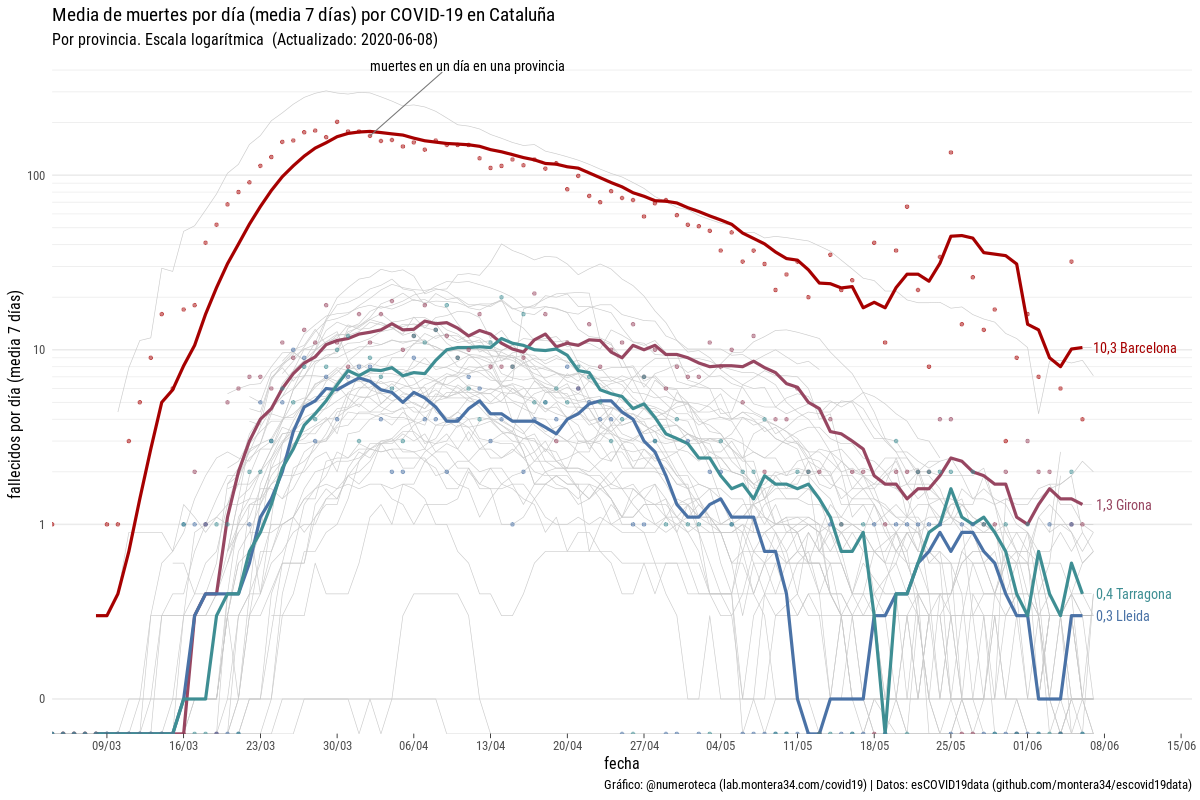 Media de muertes por día (media 7 días) por COVID-19 en Cataluña
Por provincia. Escala logarítmica  (Actualizado: 2020-06-08)
muertes en un día en una provincia
fallecidos por día (media 7 días)
100
10
1
0
10,3 Barcelona
1,3 Girona
0,4 Tarragona
0,3 Lleida
09/03
16/03
23/03
30/03
06/04
13/04
20/04
27/04
04/05
11/05
18/05
25/05
01/06
08/06
15/06
fecha
Gráfico: @numeroteca (lab.montera34.com/covid19) | Datos: esCOVID19data (github.com/montera34/escovid19data)